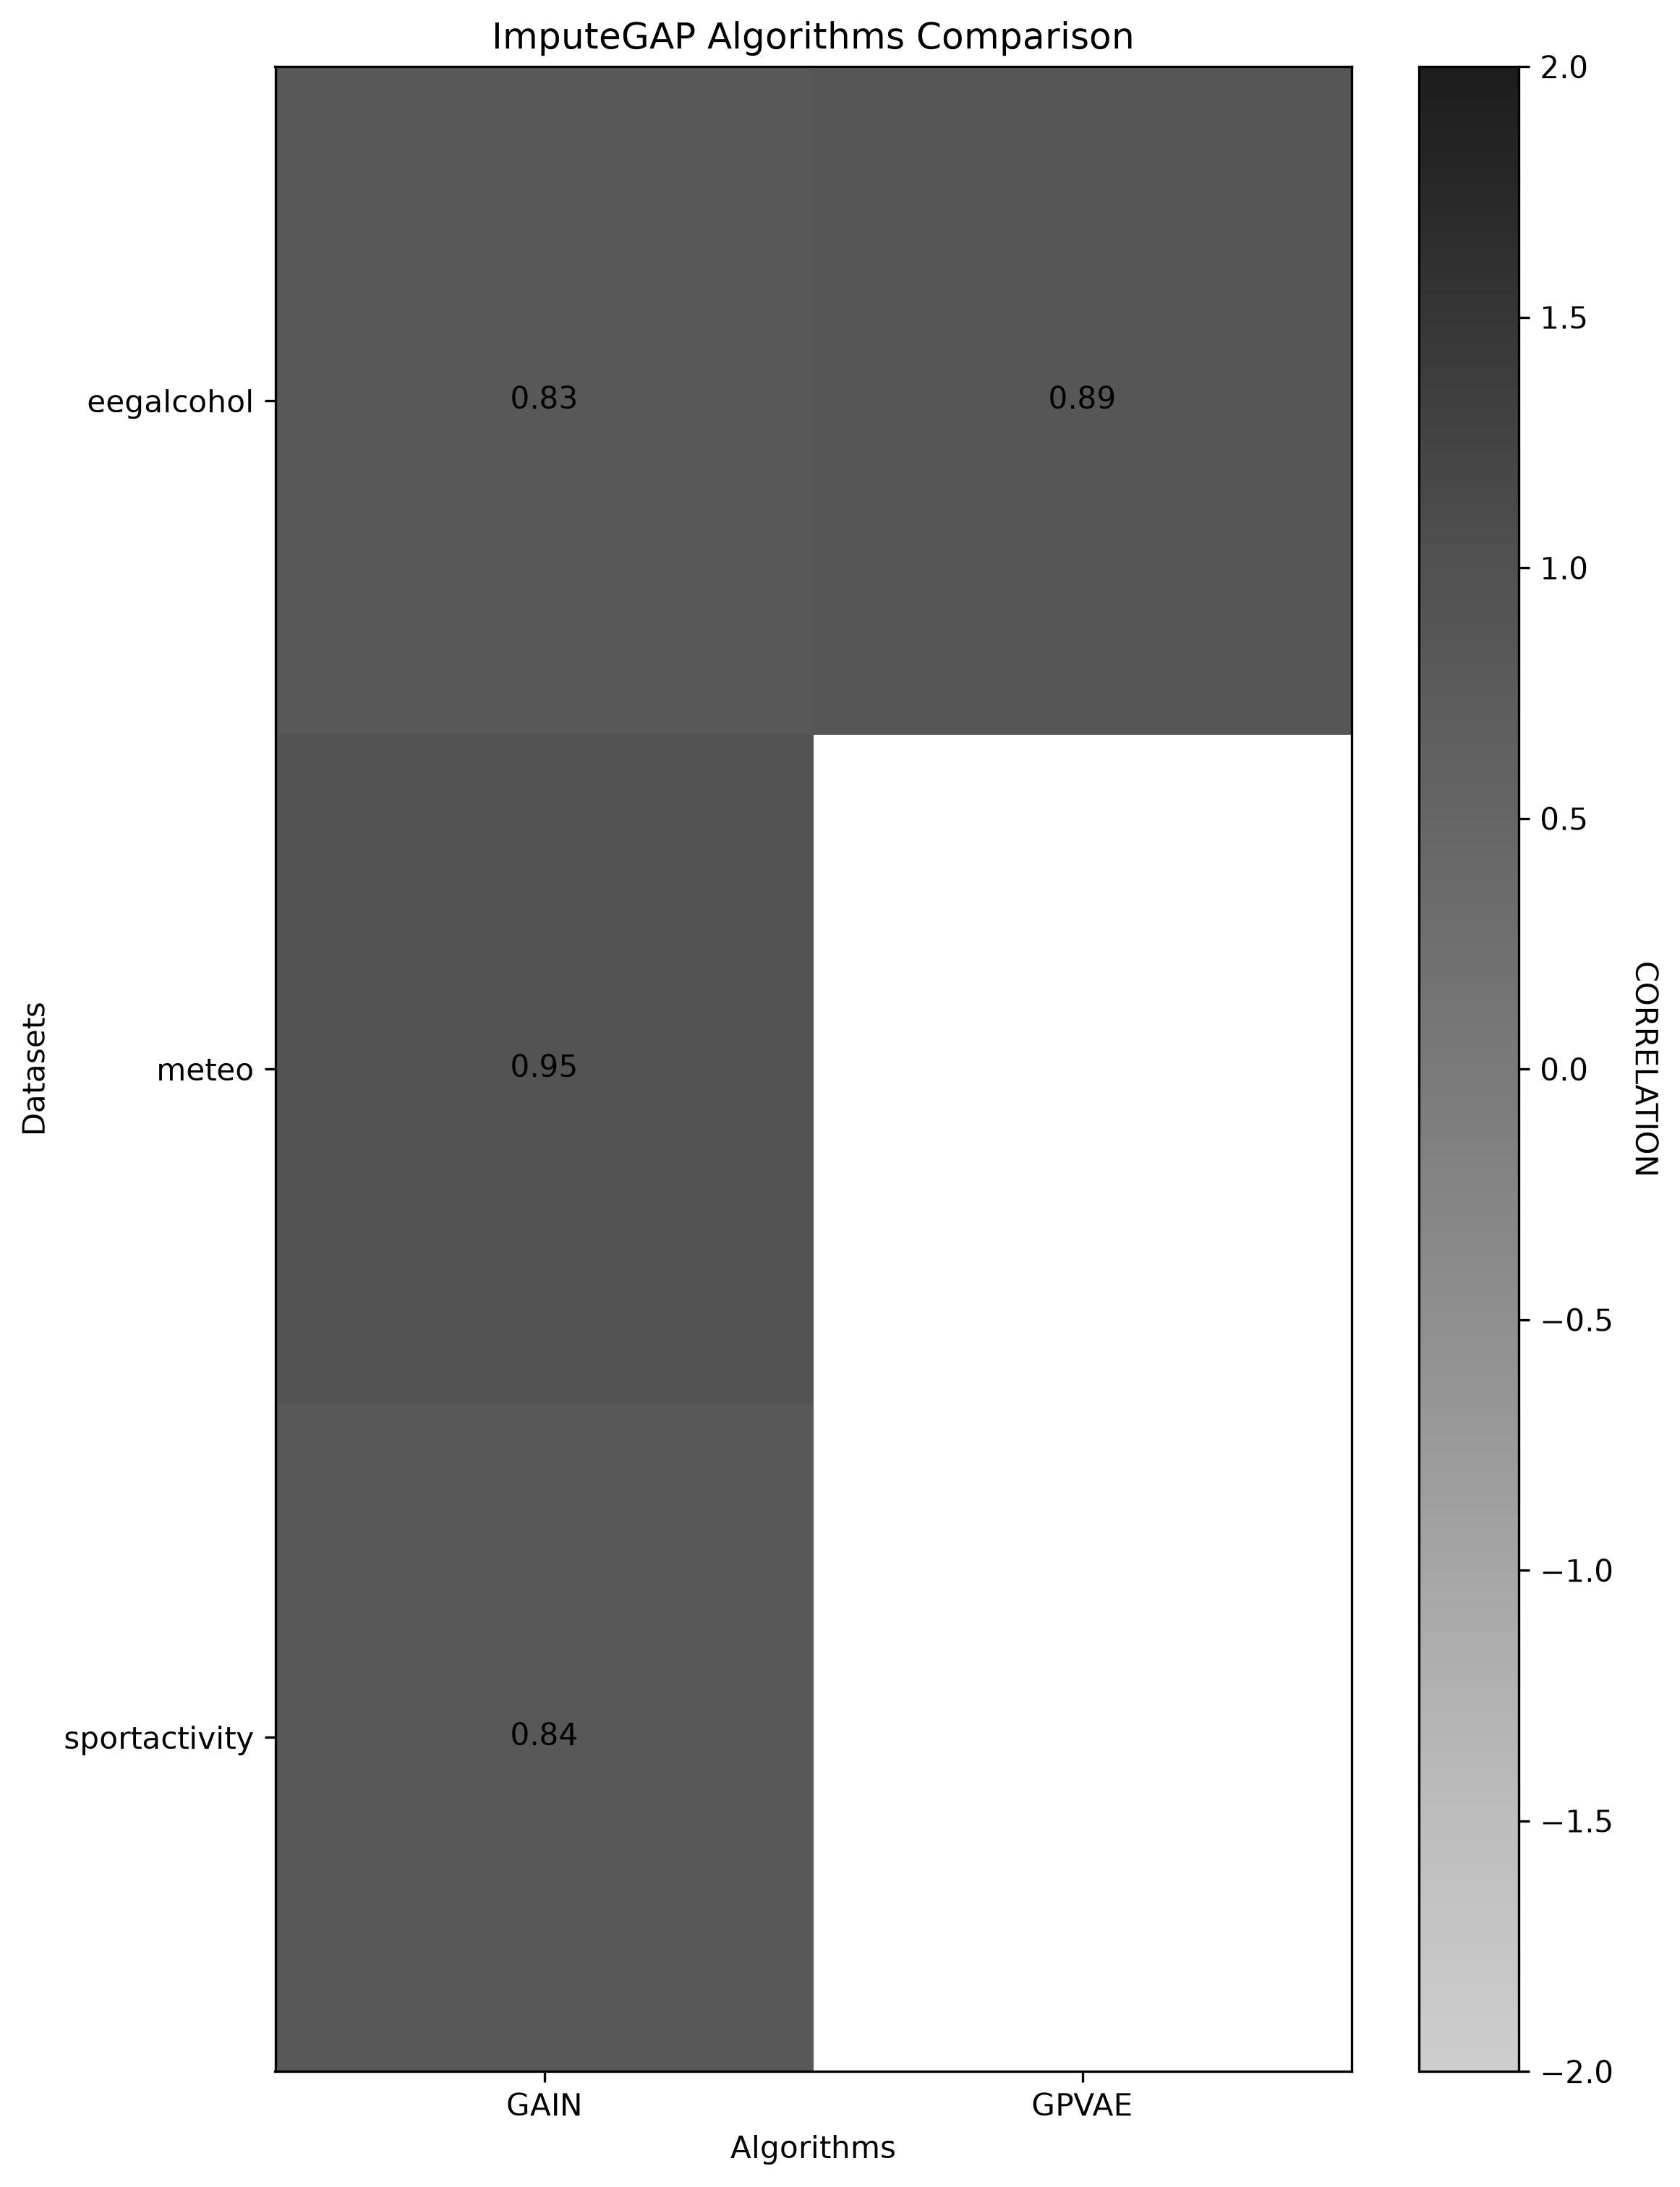 ImputeGAP Algorithms Comparison
Datasets
eegalcohol
meteo
sportactivity
0.83
0.89
0.95
0.84
GAIN
GPVAE
Algorithms
2.0
1.5
1.0
0.5
0.0
−0.5
−1.0
−1.5
−2.0
CORRELATION